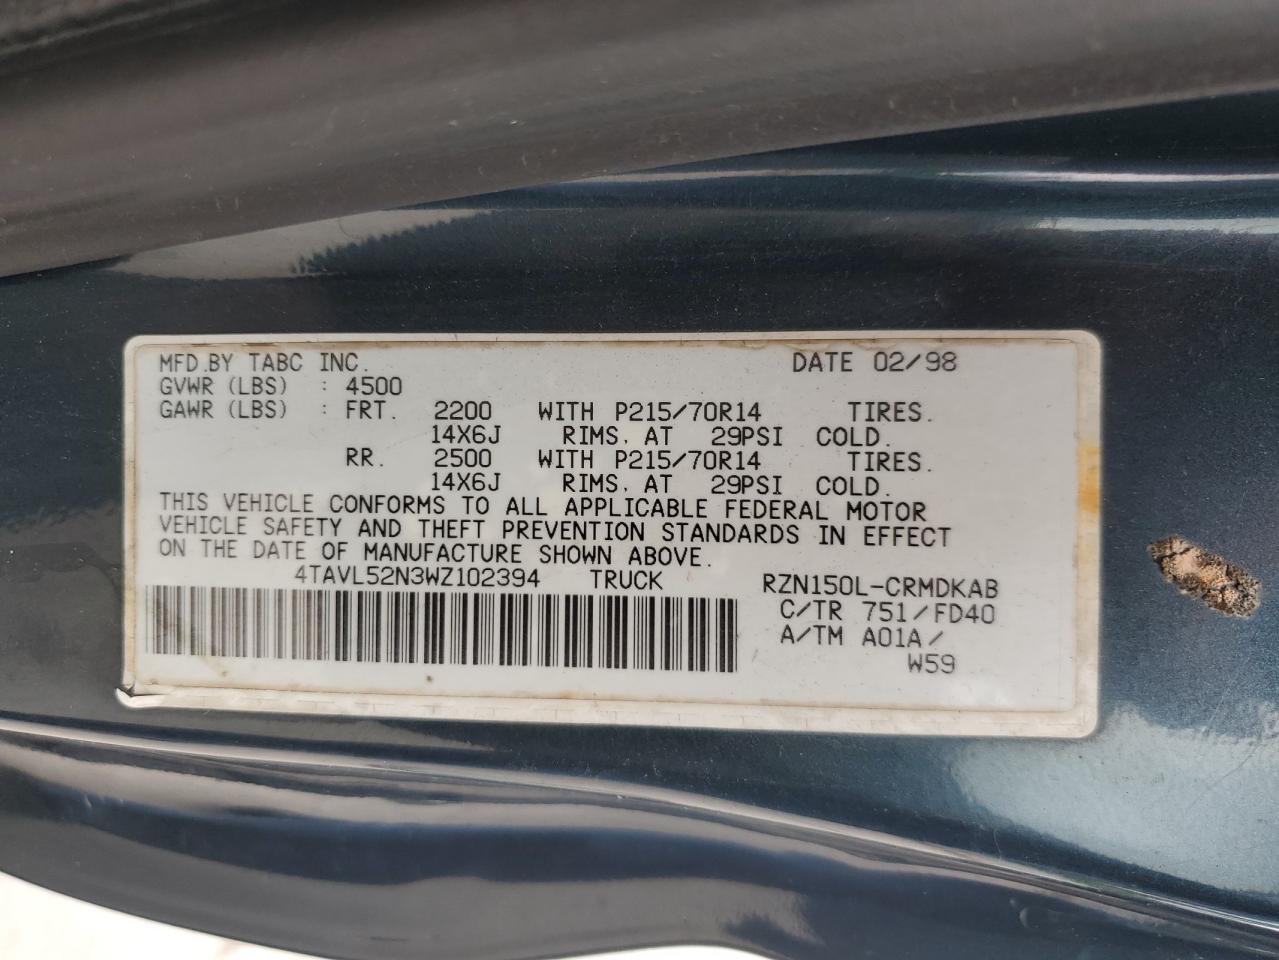 MFD.BY TABC INC. DATE 02/98
GVWR (LBS) : 4500
GAWR (LBS) : FRT. 2200 WITH P215/70R14 TIRES.
14X6J RIMS, AT 29PSI COLD.
RR. 2500 WITH P215/70R14 TIRES.
14X6J RIMS, AT 29PSI COLD.
THIS VEHICLE CONFORMS TO ALL APPLICABLE FEDERAL MOTOR
VEHICLE SAFETY AND THEFT PREVENTION STANDARDS IN EFFECT
ON THE DATE OF MANUFACTURE SHOWN ABOVE.
4TAVL52N3WZ102394 TRUCK RZN150L-CRMDKAB
C/TR 751/FD40
A/TM A01A/
W59